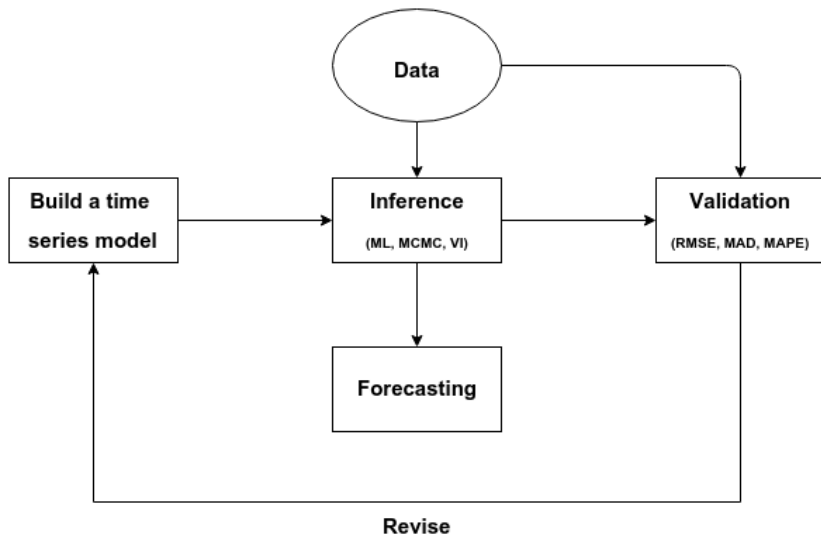 Data
Build a time
series model
Inference
(ML, MCMC, VI)
Validation
(RMSE, MAD, MAPE)
Forecasting
Revise